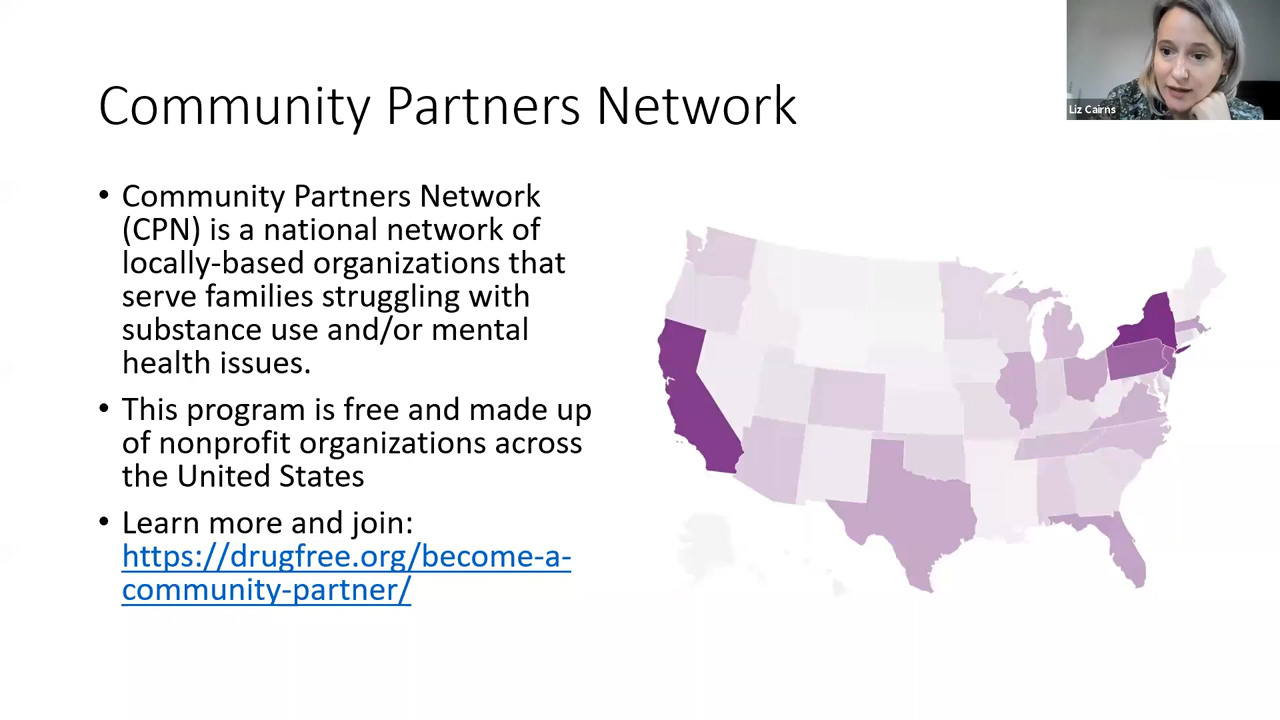 Community Partners Network
Liz Cairns
• Community Partners Network
(CPN) is a national network of
locally-based organizations that
serve families struggling with
substance use and/or mental
health issues.
• This program is free and made up
of nonprofit organizations across
the United States
• Learn more and join:
https://drugfree.org/become-a-
community-partner/